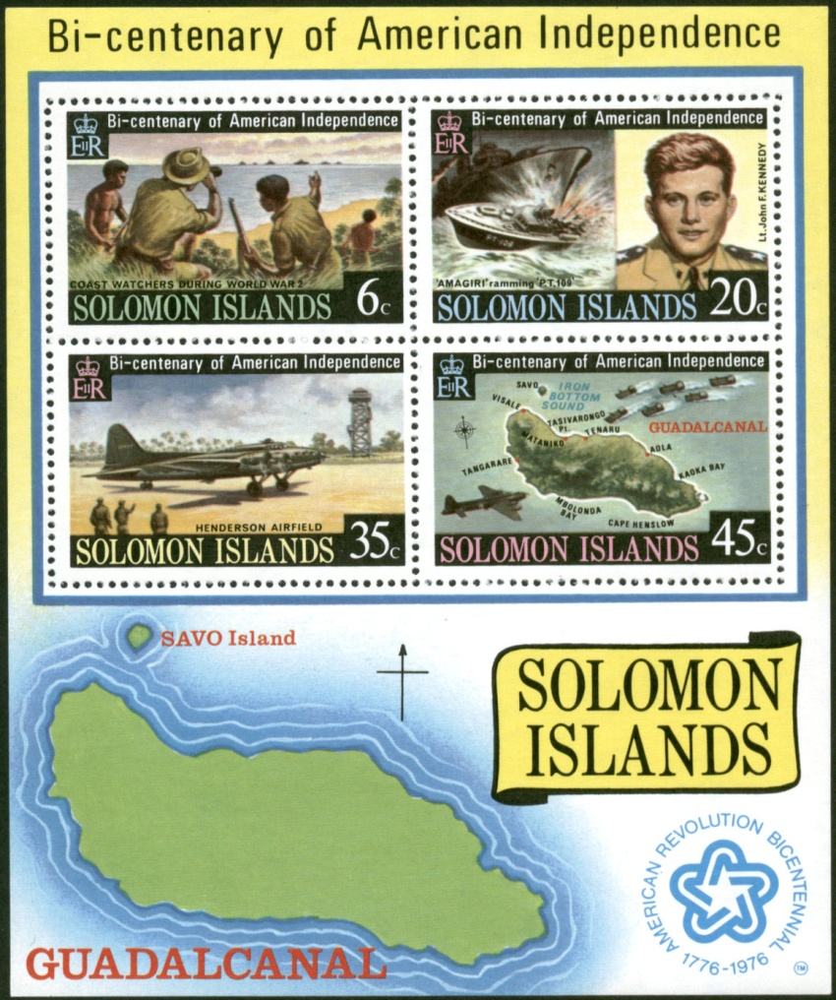 Bi-centenary of American Independence
EIIR
Bi-centenary of American Independence
COAST WATCHERS DURING WORLD WAR 2
SOLOMON ISLANDS
6c
EIIR
Bi-centenary of American Independence
PT-109
Lt. John F. KENNEDY
'AMAGIRI' ramming 'P.T.109'
SOLOMON ISLANDS
20c
EIIR
Bi-centenary of American Independence
HENDERSON AIRFIELD
SOLOMON ISLANDS
35c
EIIR
Bi-centenary of American Independence
SAVO
IRON
BOTTOM
SOUND
VISALE
TASIVARONGO
Pt.
TENARU
MATANIKO
GUADALCANAL
AOLA
TANGARARE
KAOKA BAY
MBOLONDA
BAY
CAPE HENSLOW
SOLOMON ISLANDS
45c
SAVO Island
SOLOMON
ISLANDS
GUADALCANAL
AMERICAN REVOLUTION BICENTENNIAL
1776-1976
TM